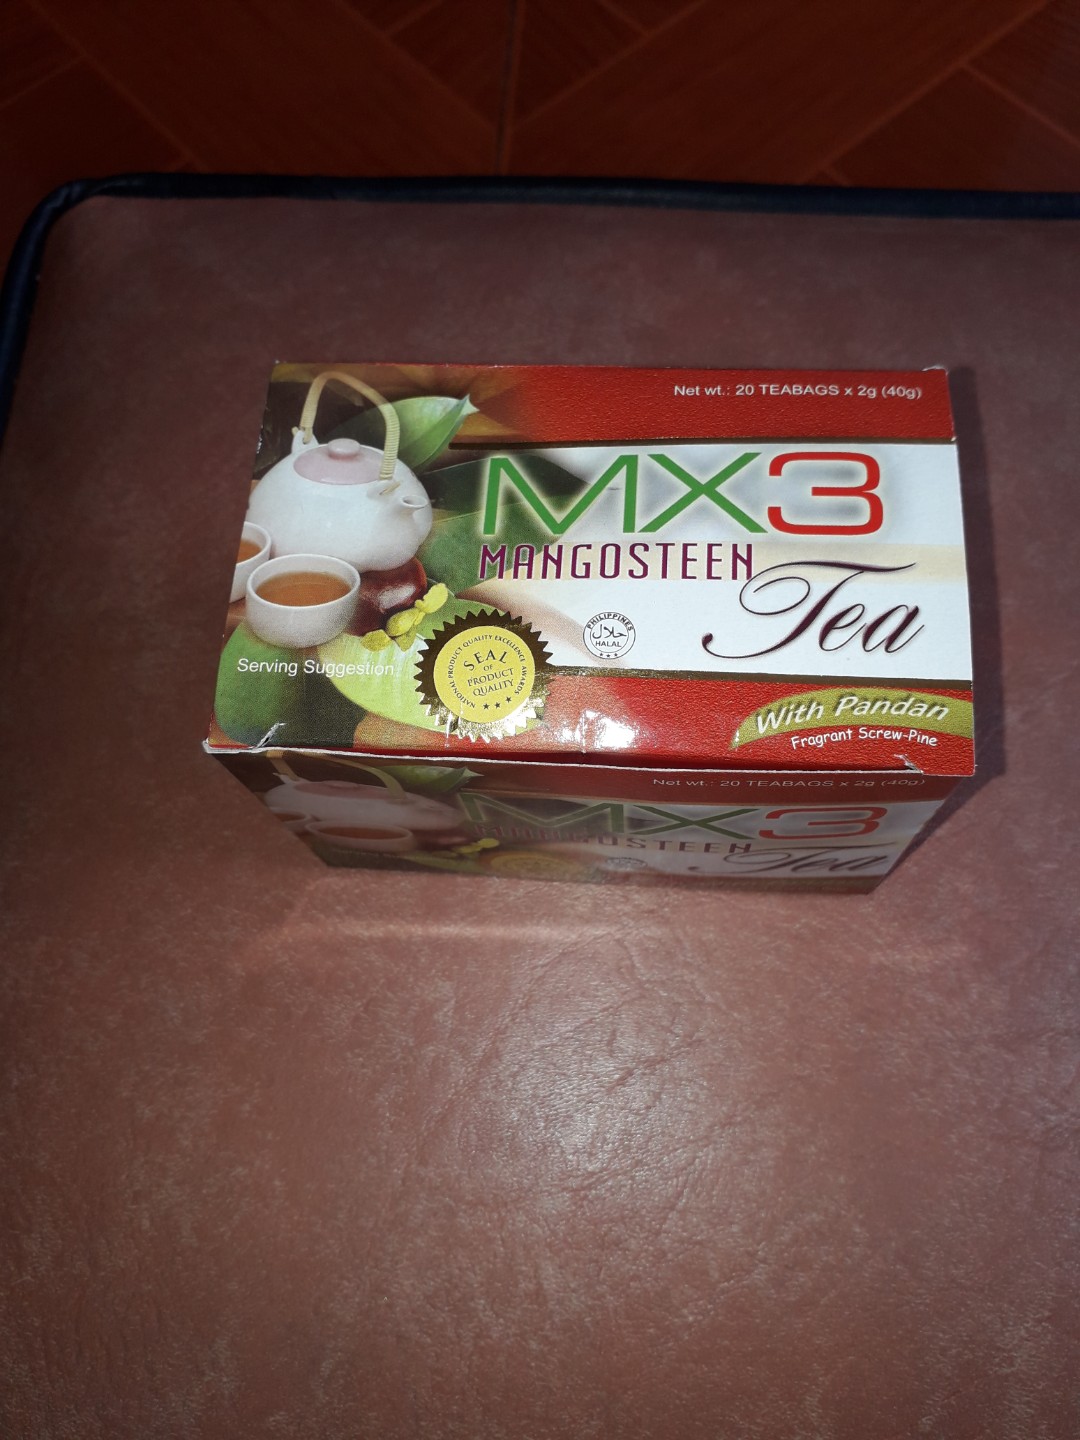 Net wt.: 20 TEABAGS x 2g (40g)
MX3
MANGOSTEEN
Tea
PHILIPPINES
حلال
HALAL
Serving Suggestion
NATIONAL PRODUCT QUALITY EXCELLENCE AWARDS
SEAL
OF
PRODUCT
QUALITY
With Pandan
Fragrant Screw-Pine
Net wt.: 20 TEABAGS x 2g (40g)
MX3
MANGOSTEEN
Tea